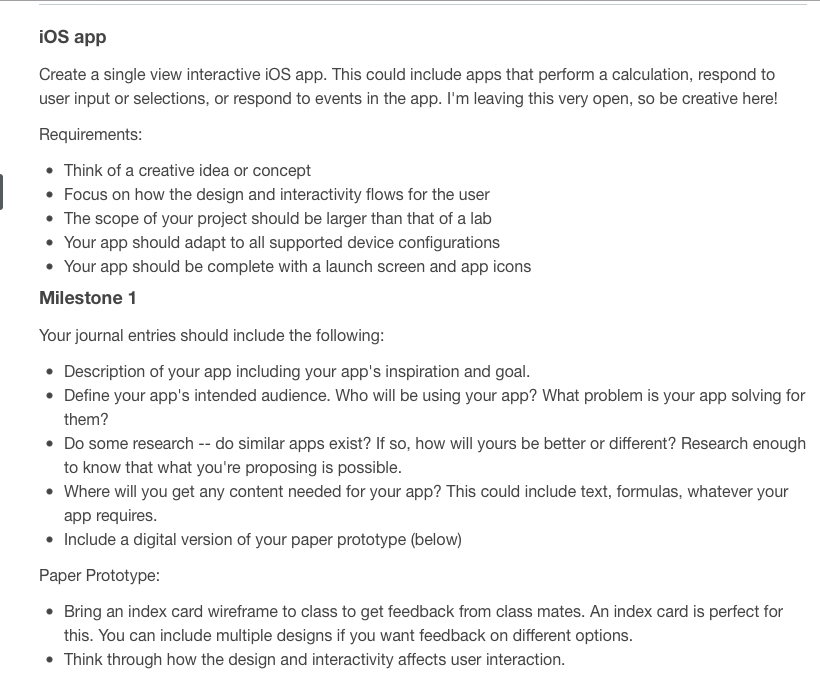 iOS app
Create a single view interactive iOS app. This could include apps that perform a calculation, respond to
user input or selections, or respond to events in the app. I'm leaving this very open, so be creative here!
Requirements:
• Think of a creative idea or concept
• Focus on how the design and interactivity flows for the user
• The scope of your project should be larger than that of a lab
• Your app should adapt to all supported device configurations
• Your app should be complete with a launch screen and app icons
Milestone 1
Your journal entries should include the following:
• Description of your app including your app's inspiration and goal.
• Define your app's intended audience. Who will be using your app? What problem is your app solving for
them?
• Do some research -- do similar apps exist? If so, how will yours be better or different? Research enough
to know that what you're proposing is possible.
• Where will you get any content needed for your app? This could include text, formulas, whatever your
app requires.
• Include a digital version of your paper prototype (below)
Paper Prototype:
• Bring an index card wireframe to class to get feedback from class mates. An index card is perfect for
this. You can include multiple designs if you want feedback on different options.
• Think through how the design and interactivity affects user interaction.